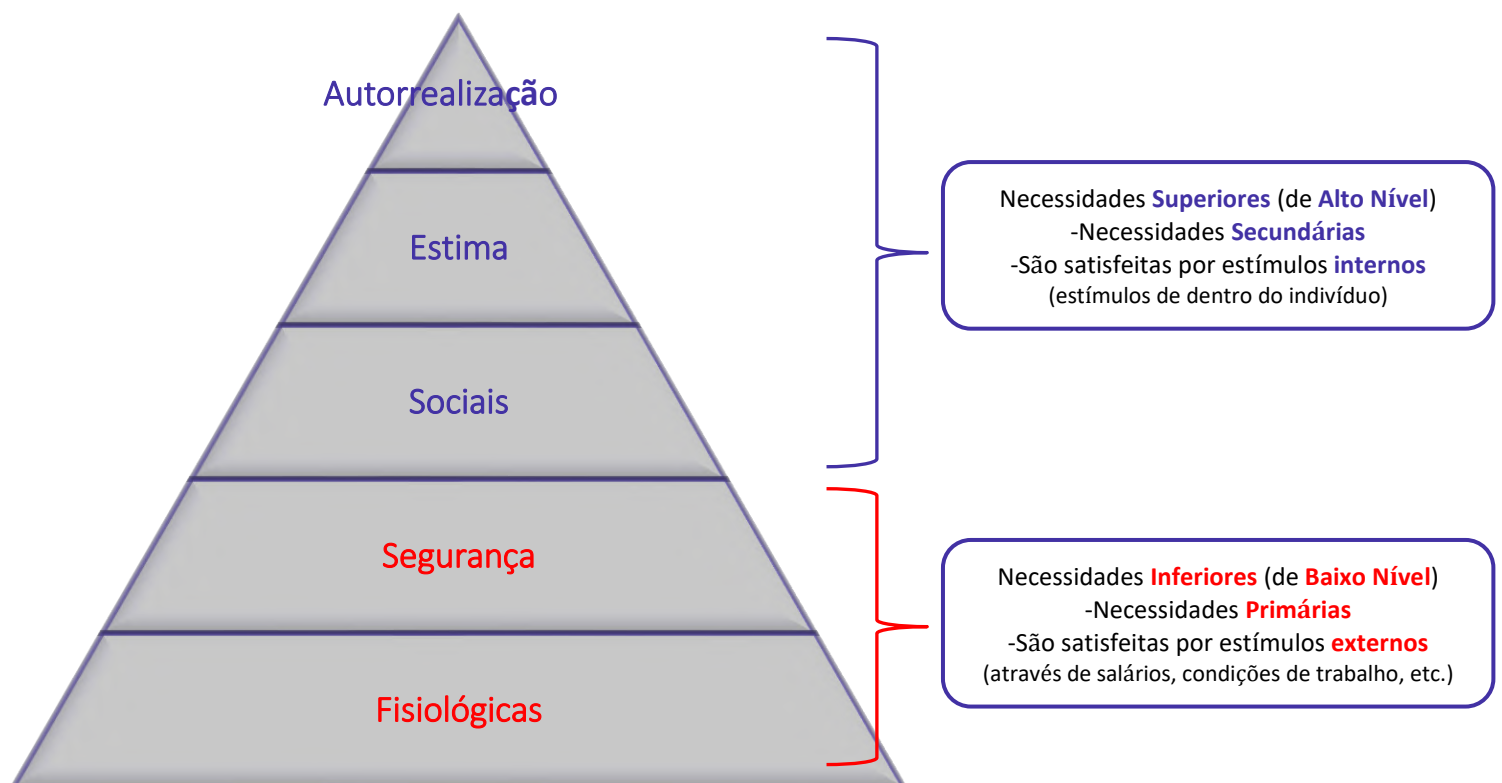 Autorrealização
Estima
Sociais
Segurança
Fisiológicas
Necessidades Superiores (de Alto Nível)
-Necessidades Secundárias
-São satisfeitas por estímulos internos
(estímulos de dentro do indivíduo)
Necessidades Inferiores (de Baixo Nível)
-Necessidades Primárias
-São satisfeitas por estímulos externos
(através de salários, condições de trabalho, etc.)